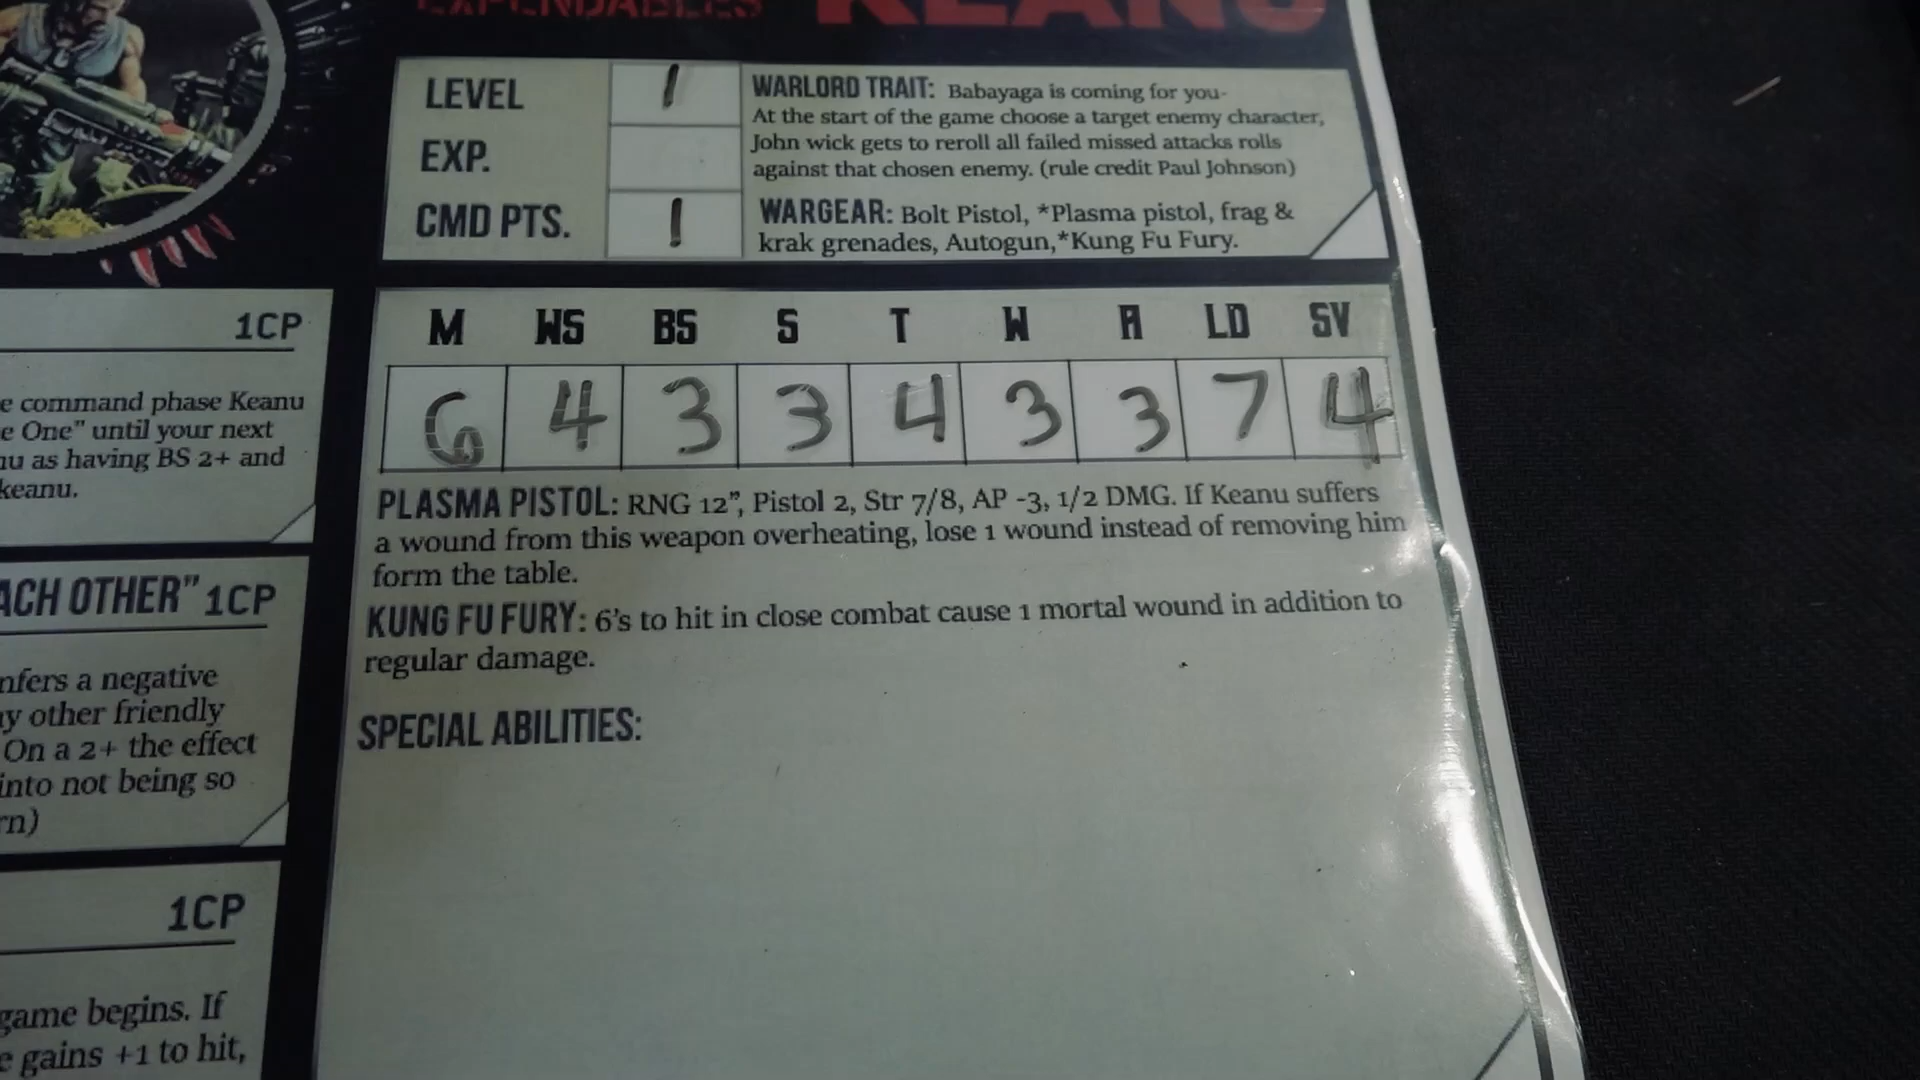 EXPENDABLES KEANU
LEVEL 1
EXP.
CMD PTS. 1
WARLORD TRAIT: Babayaga is coming for you-
At the start of the game choose a target enemy character,
John wick gets to reroll all failed missed attacks rolls
against that chosen enemy. (rule credit Paul Johnson)
WARGEAR: Bolt Pistol, *Plasma pistol, frag &
krak grenades, Autogun,*Kung Fu Fury.
M WS BS S T W A LD SV
6 4 3 3 4 3 3 7 4
PLASMA PISTOL: RNG 12", Pistol 2, Str 7/8, AP -3, 1/2 DMG. If Keanu suffers
a wound from this weapon overheating, lose 1 wound instead of removing him
form the table.
KUNG FU FURY: 6's to hit in close combat cause 1 mortal wound in addition to
regular damage.
SPECIAL ABILITIES:
1CP
command phase Keanu
One" until your next
as having BS 2+ and
keanu.
OTHER" 1CP
a negative
other friendly
On a 2+ the effect
into not being so
1CP
game begins. If
gains +1 to hit,